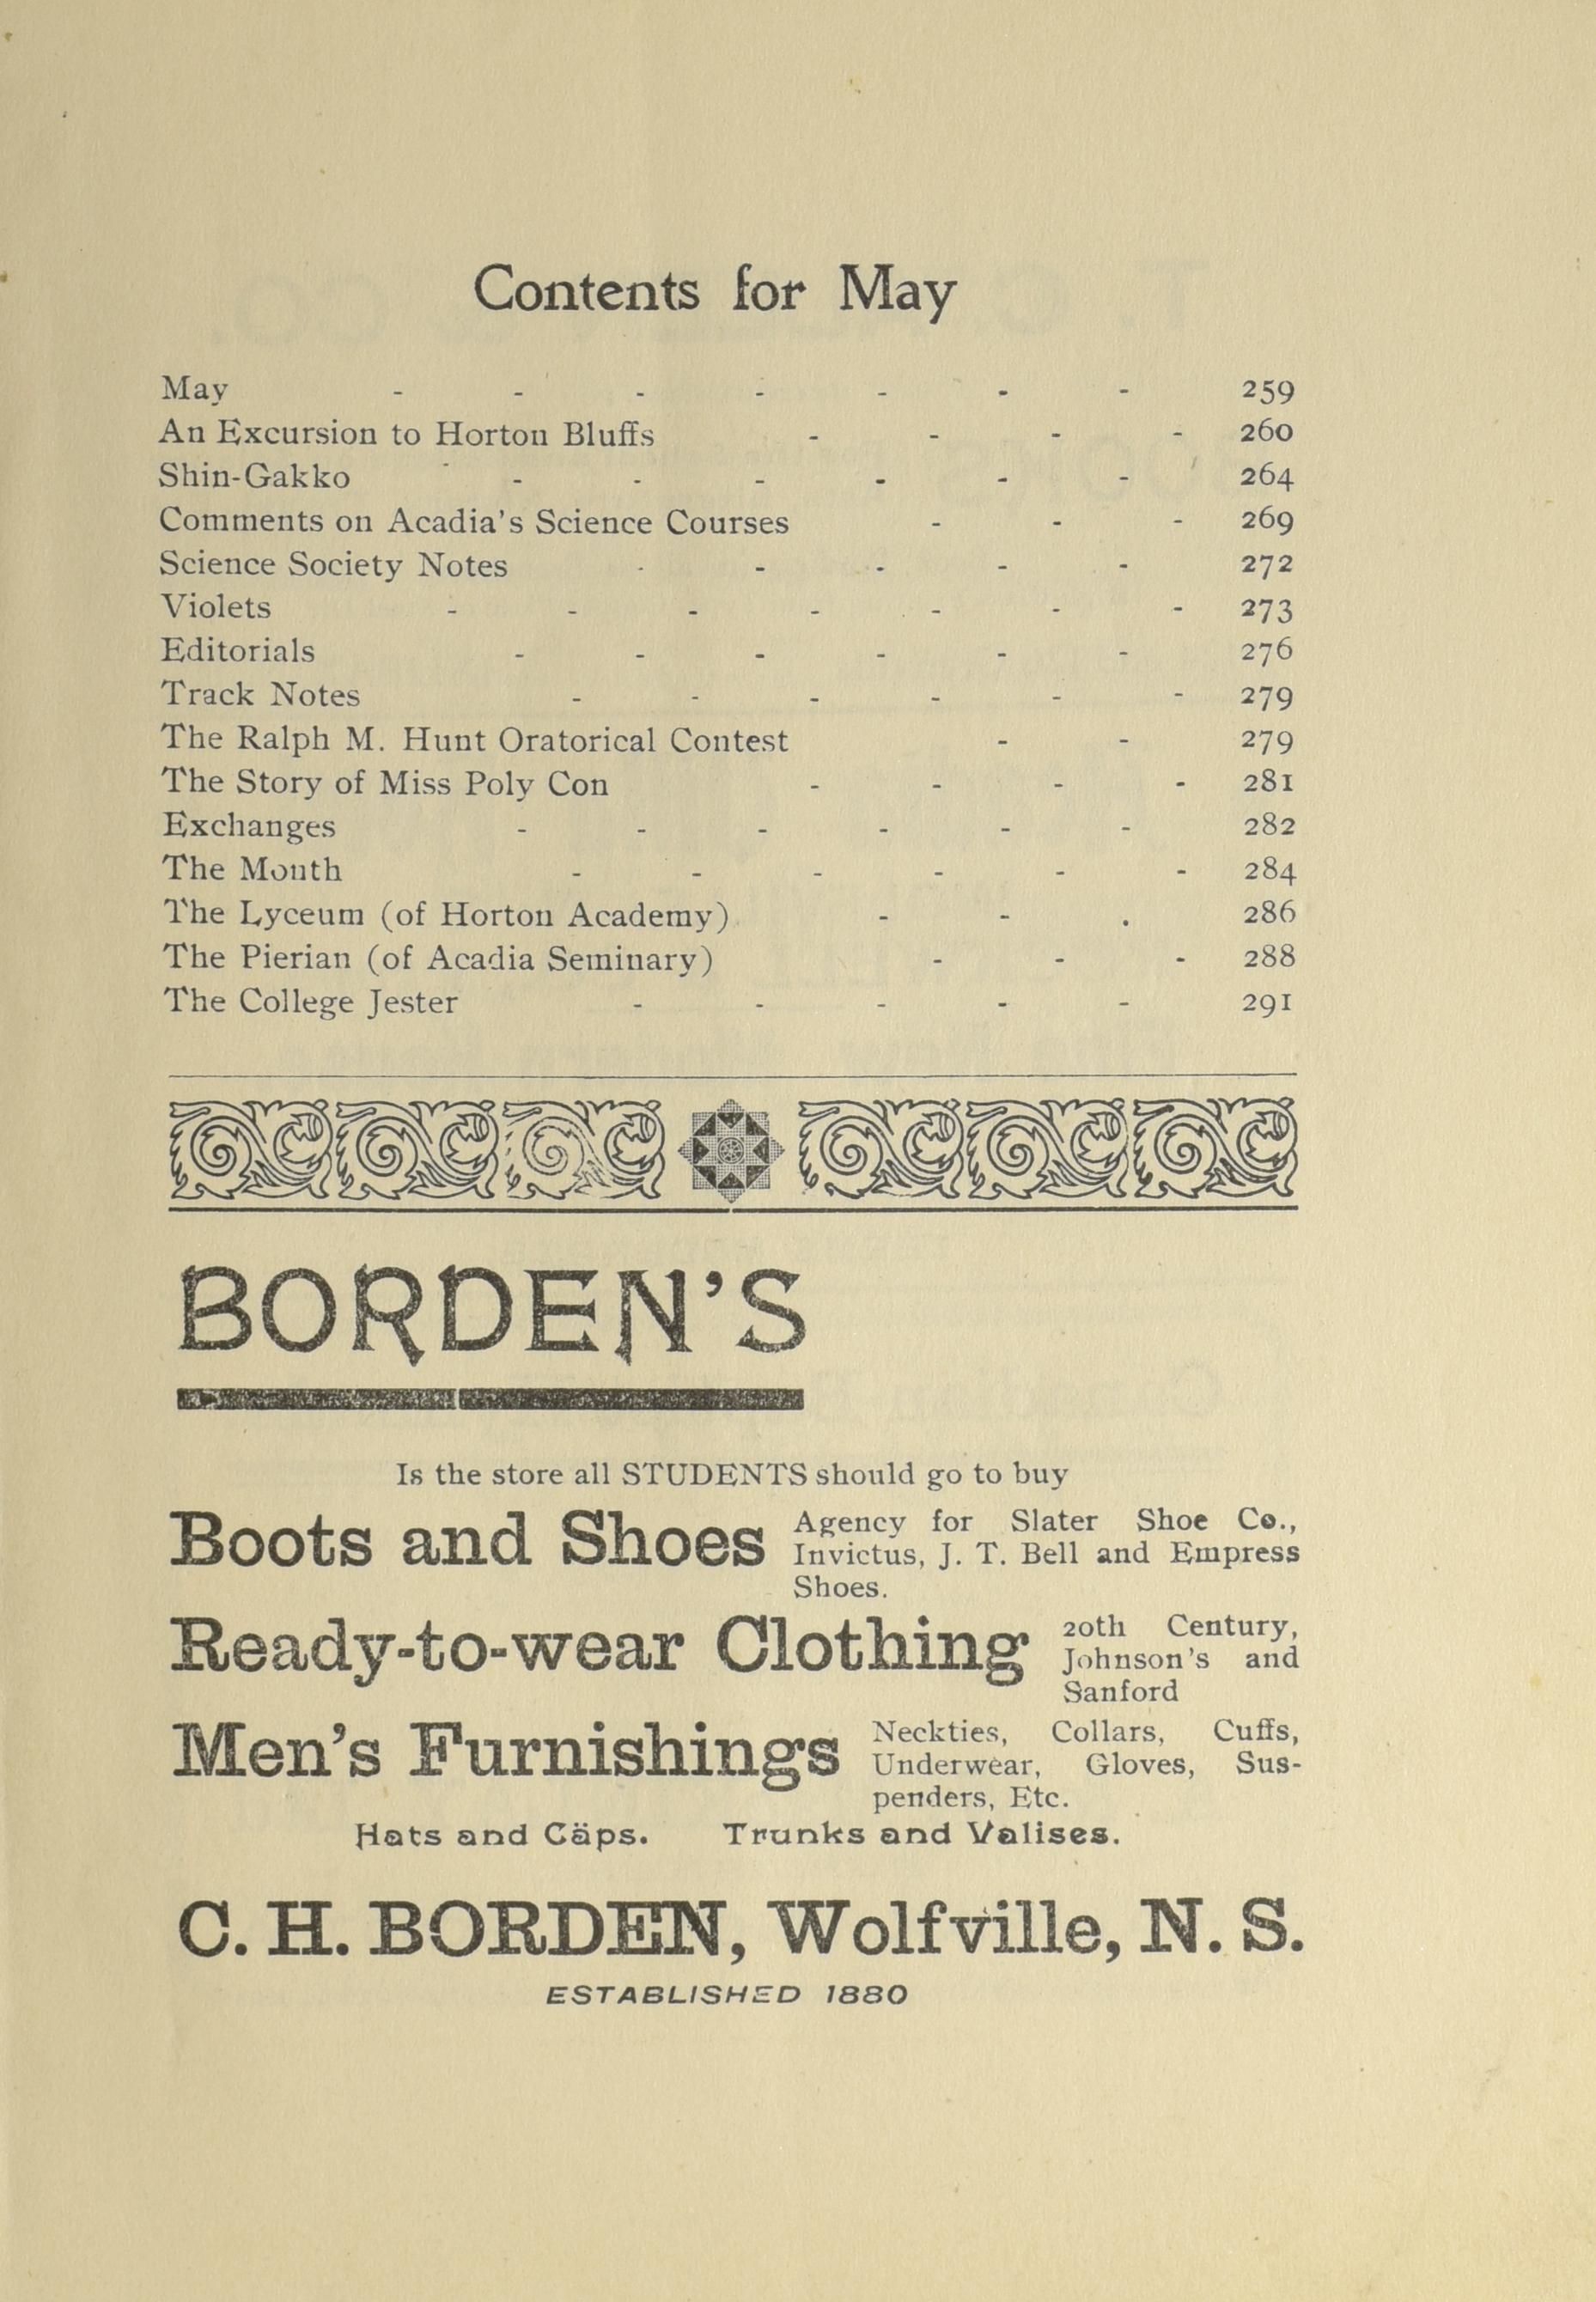 Contents for May
May - - - - - - - 259
An Excursion to Horton Bluffs - - - - 260
Shin-Gakko - - - - - - 264
Comments on Acadia's Science Courses - - - 269
Science Society Notes - - - - - 272
Violets - - - - - - - 273
Editorials - - - - - - 276
Track Notes - - - - - - 279
The Ralph M. Hunt Oratorical Contest - - 279
The Story of Miss Poly Con - - - - 281
Exchanges - - - - - - 282
The Month - - - - - - 284
The Lyceum (of Horton Academy) - - . 286
The Pierian (of Acadia Seminary) - - - 288
The College Jester - - - - - 291
BORDEN'S
Is the store all STUDENTS should go to buy
Boots and Shoes Agency for Slater Shoe Co.,
Invictus, J. T. Bell and Empress
Shoes.
Ready-to-wear Clothing 20th Century,
Johnson's and
Sanford
Men's Furnishings Neckties, Collars, Cuffs,
Underwear, Gloves, Sus-
penders, Etc.
Hats and Cäps. Trunks and Valises.
C. H. BORDEN, Wolfville, N. S.
ESTABLISHED 1880